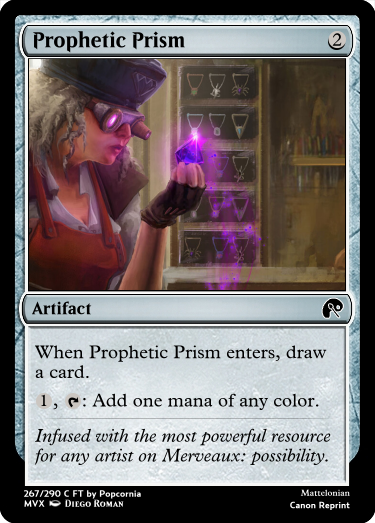 Prophetic Prism 2
Artifact
When Prophetic Prism enters, draw
a card.
1, : Add one mana of any color.
Infused with the most powerful resource
for any artist on Merveaux: possibility.
267/290 C FT by Popcornia Mattelonian
MVX DIEGO ROMAN Canon Reprint